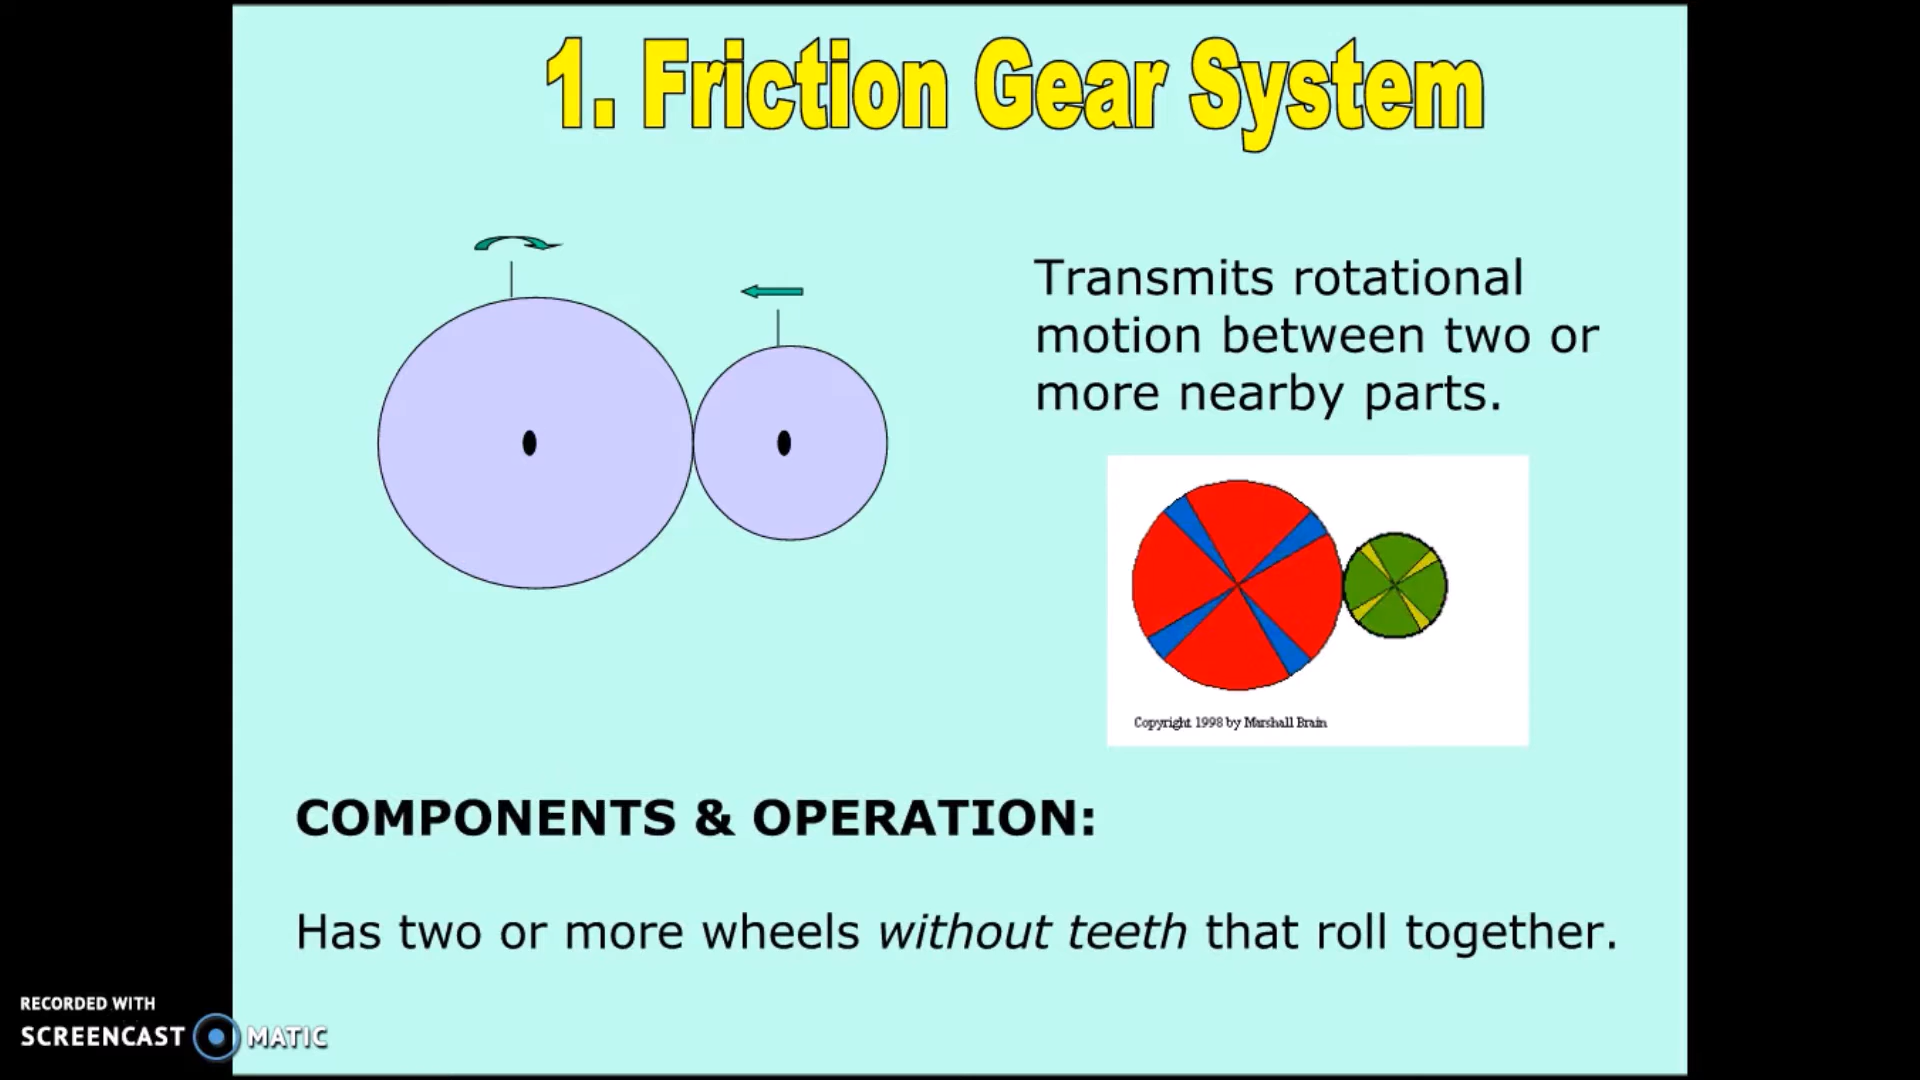 1. Friction Gear System
Transmits rotational
motion between two or
more nearby parts.
Copyright 1998 by Marshall Brain
COMPONENTS & OPERATION:
Has two or more wheels without teeth that roll together.
RECORDED WITH
SCREENCAST MATIC